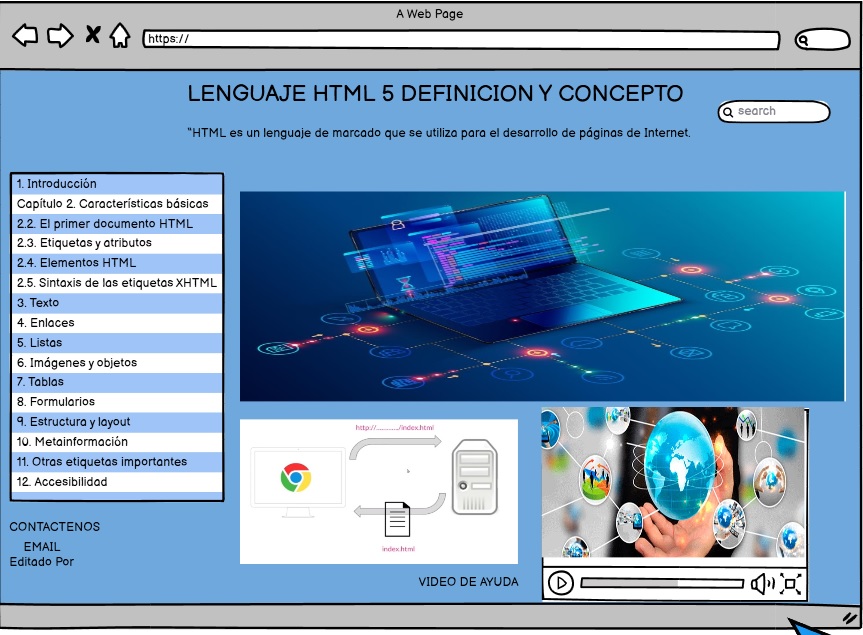 A Web Page
https://
LENGUAJE HTML 5 DEFINICION Y CONCEPTO
search
"HTML es un lenguaje de marcado que se utiliza para el desarrollo de páginas de Internet.
1. Introducción
Capítulo 2. Características básicas
2.2. El primer documento HTML
2.3. Etiquetas y atributos
2.4. Elementos HTML
2.5. Sintaxis de las etiquetas XHTML
3. Texto
4. Enlaces
5. Listas
6. Imágenes y objetos
7. Tablas
8. Formularios
9. Estructura y layout
10. Metainformación
11. Otras etiquetas importantes
12. Accesibilidad
http://........../index.html
index.html
CONTACTENOS
EMAIL
Editado Por
VIDEO DE AYUDA